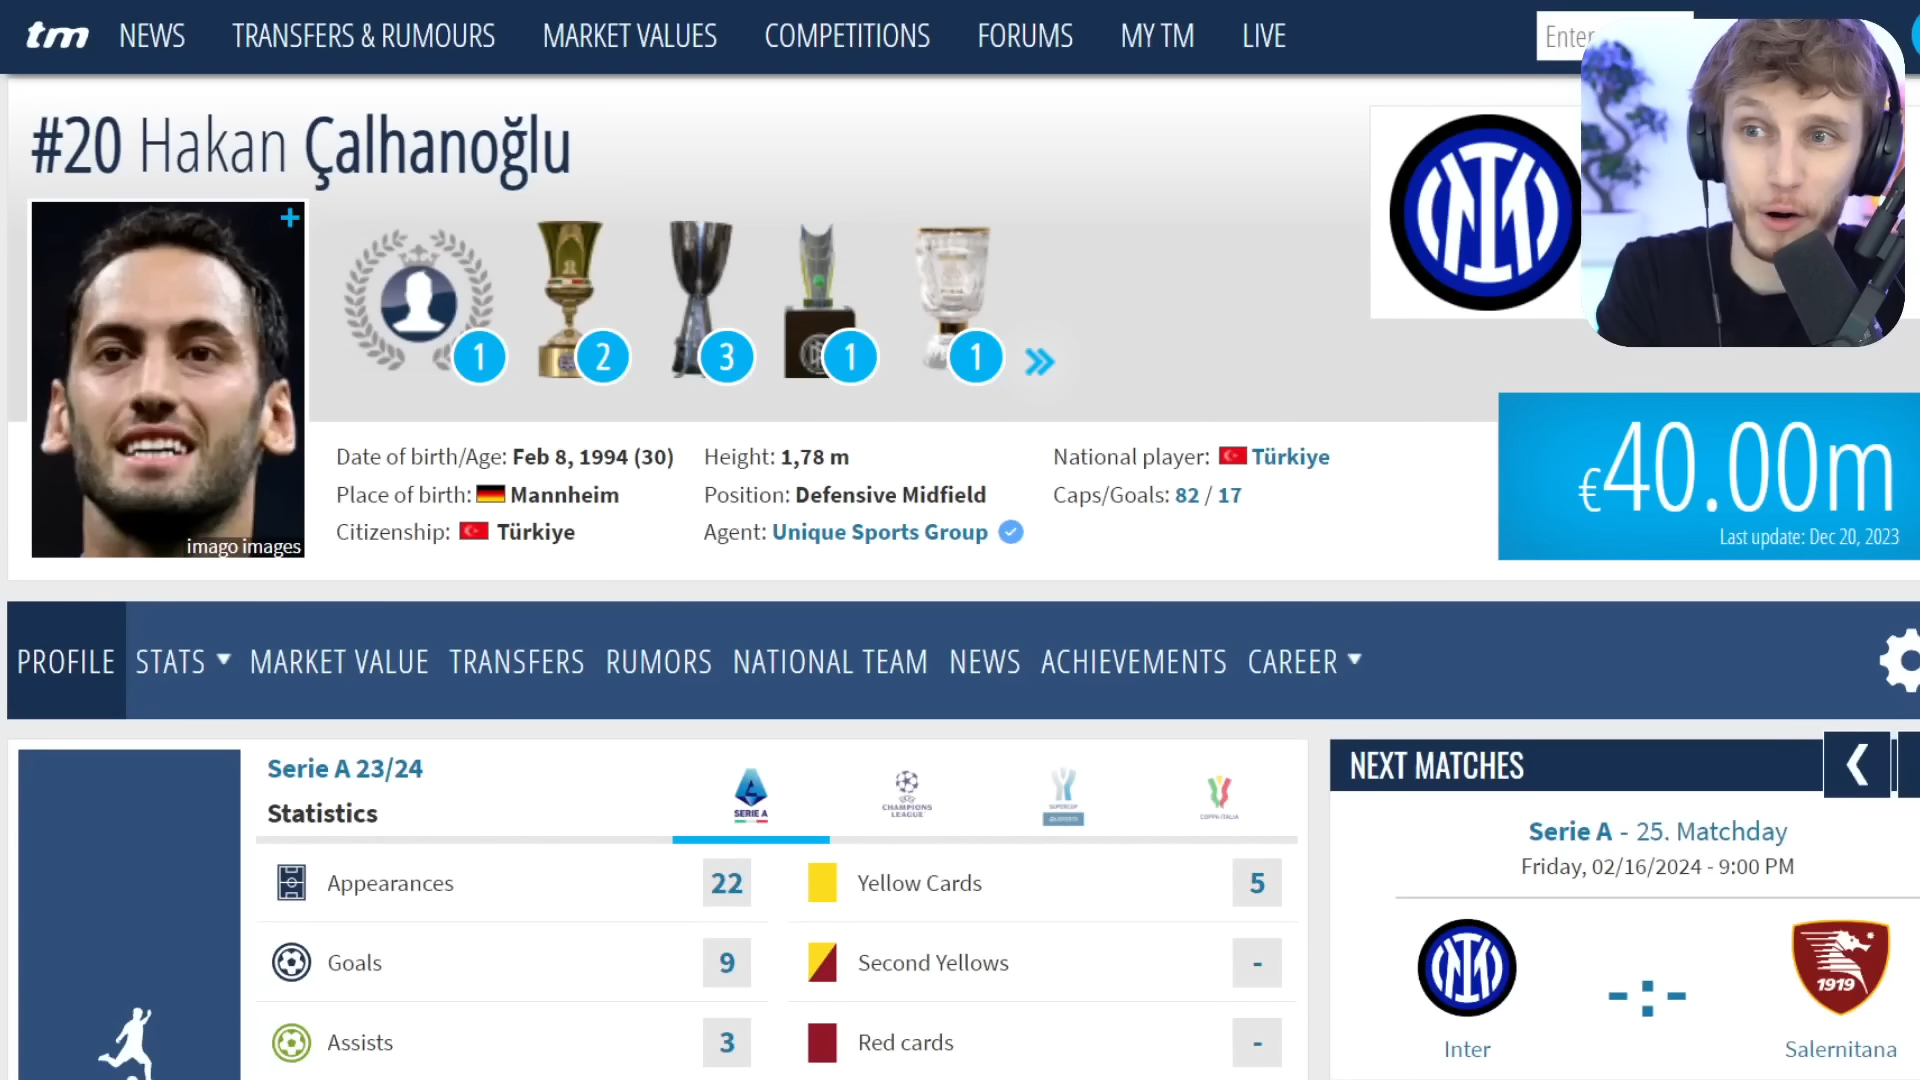 tm NEWS TRANSFERS & RUMOURS MARKET VALUES COMPETITIONS FORUMS MY TM LIVE Enter
#20 Hakan Çalhanoğlu
imago images
1 2 3 1 1
Date of birth/Age: Feb 8, 1994 (30)
Place of birth: Mannheim
Citizenship: Türkiye
Height: 1,78 m
Position: Defensive Midfield
Agent: Unique Sports Group
National player: Türkiye
Caps/Goals: 82 / 17
€40.00m
Last update: Dec 20, 2023
PROFILE STATS MARKET VALUE TRANSFERS RUMORS NATIONAL TEAM NEWS ACHIEVEMENTS CAREER
Serie A 23/24
Statistics
SERIE A
CHAMPIONS
LEAGUE
SUPERCUP
COPPA ITALIA
Appearances 22
Yellow Cards 5
Goals 9
Second Yellows -
Assists 3
Red cards -
NEXT MATCHES
Serie A - 25. Matchday
Friday, 02/16/2024 - 9:00 PM
1919
-:-
Inter
Salernitana